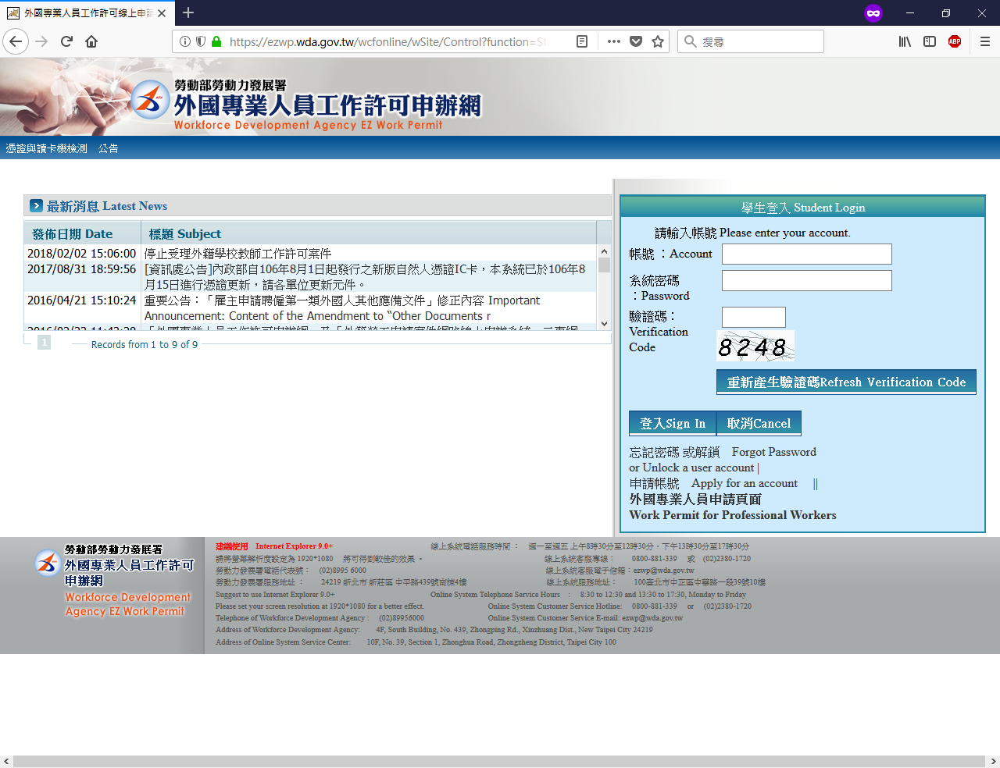 外國專業人員工作許可線上申請
https://ezwp.wda.gov.tw/wcfonline/wSite/Control?function=St
搜尋
ABP
勞動部勞動力發展署
外國專業人員工作許可申辦網
Workforce Development Agency EZ Work Permit
憑證與讀卡機檢測 公告
最新消息 Latest News
發佈日期 Date 標題 Subject
2018/02/02 15:06:00 停止受理外籍學校教師工作許可案件
2017/08/31 18:59:56 [資訊處公告]內政部自106年8月1日起發行之新版自然人憑證IC卡，本系統已於106年8
月15日進行憑證更新，請各單位更新元件。
2016/04/21 15:10:24 重要公告：「雇主申請聘僱第一類外國人其他應備文件」修正內容 Important
Announcement: Content of the Amendment to “Other Documents r
1 Records from 1 to 9 of 9
學生登入 Student Login
請輸入帳號 Please enter your account.
帳號 ：Account
系統密碼
：Password
驗證碼：
Verification
Code
8248
重新產生驗證碼Refresh Verification Code
登入Sign In 取消Cancel
忘記密碼 或解鎖 Forgot Password
or Unlock a user account |
申請帳號 Apply for an account ||
外國專業人員申請頁面
Work Permit for Professional Workers
勞動部勞動力發展署
外國專業人員工作許可
申辦網
Workforce Development
Agency EZ Work Permit
建議使用 Internet Explorer 9.0+ 線上系統電話服務時間 ： 週一至週五 上午8時30分至12時30分，下午13時30分至17時30分
請將螢幕解析度設定為 1920*1080 將可得到較佳的效果 。 線上系統客服專線： 0800-881-339 或 (02)2380-1720
勞動力發展署電話代表號： (02)8995 6000 線上系統客服電子信箱：ezwp@wda.gov.tw
勞動力發展署服務地址 ： 24219 新北市 新莊區 中平路439號南棟4樓 線上系統服務地址： 100臺北市中正區中華路一段39號10樓
Suggest to use Internet Explorer 9.0+ Online System Telephone Service Hours : 8:30 to 12:30 and 13:30 to 17:30, Monday to Friday
Please set your screen resolution at 1920*1080 for a better effect. Online System Customer Service Hotline: 0800-881-339 or (02)2380-1720
Telephone of Workforce Development Agency : (02)89956000 Online System Customer Service E-mail: ezwp@wda.gov.tw
Address of Workforce Development Agency: 4F, South Building, No. 439, Zhongping Rd., Xinzhuang Dist., New Taipei City 24219
Address of Online System Service Center: 10F, No. 39, Section 1, Zhonghua Road, Zhongzheng District, Taipei City 100